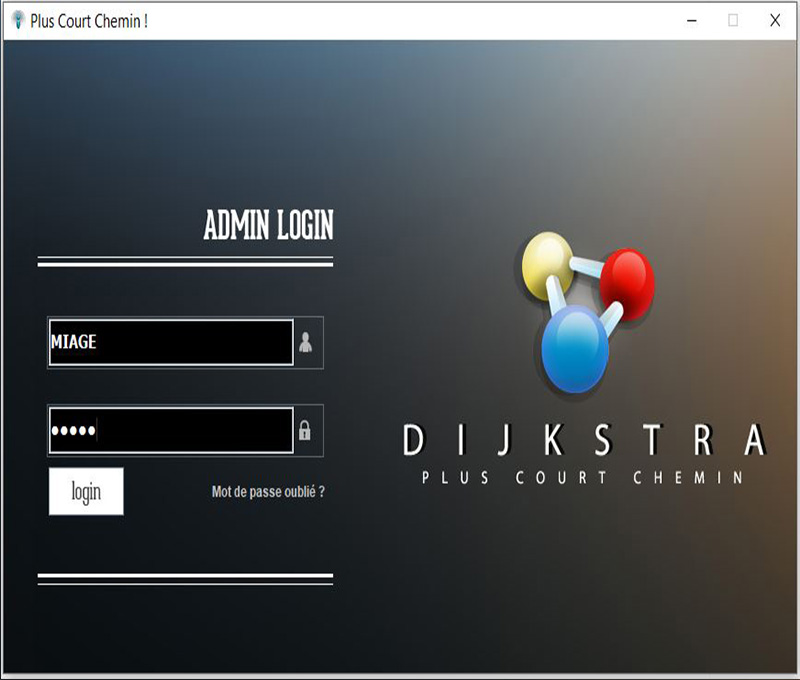 Plus Court Chemin !
ADMIN LOGIN
MIAGE
•••••
login
Mot de passe oublié ?
DIJKSTRA
PLUS COURT CHEMIN